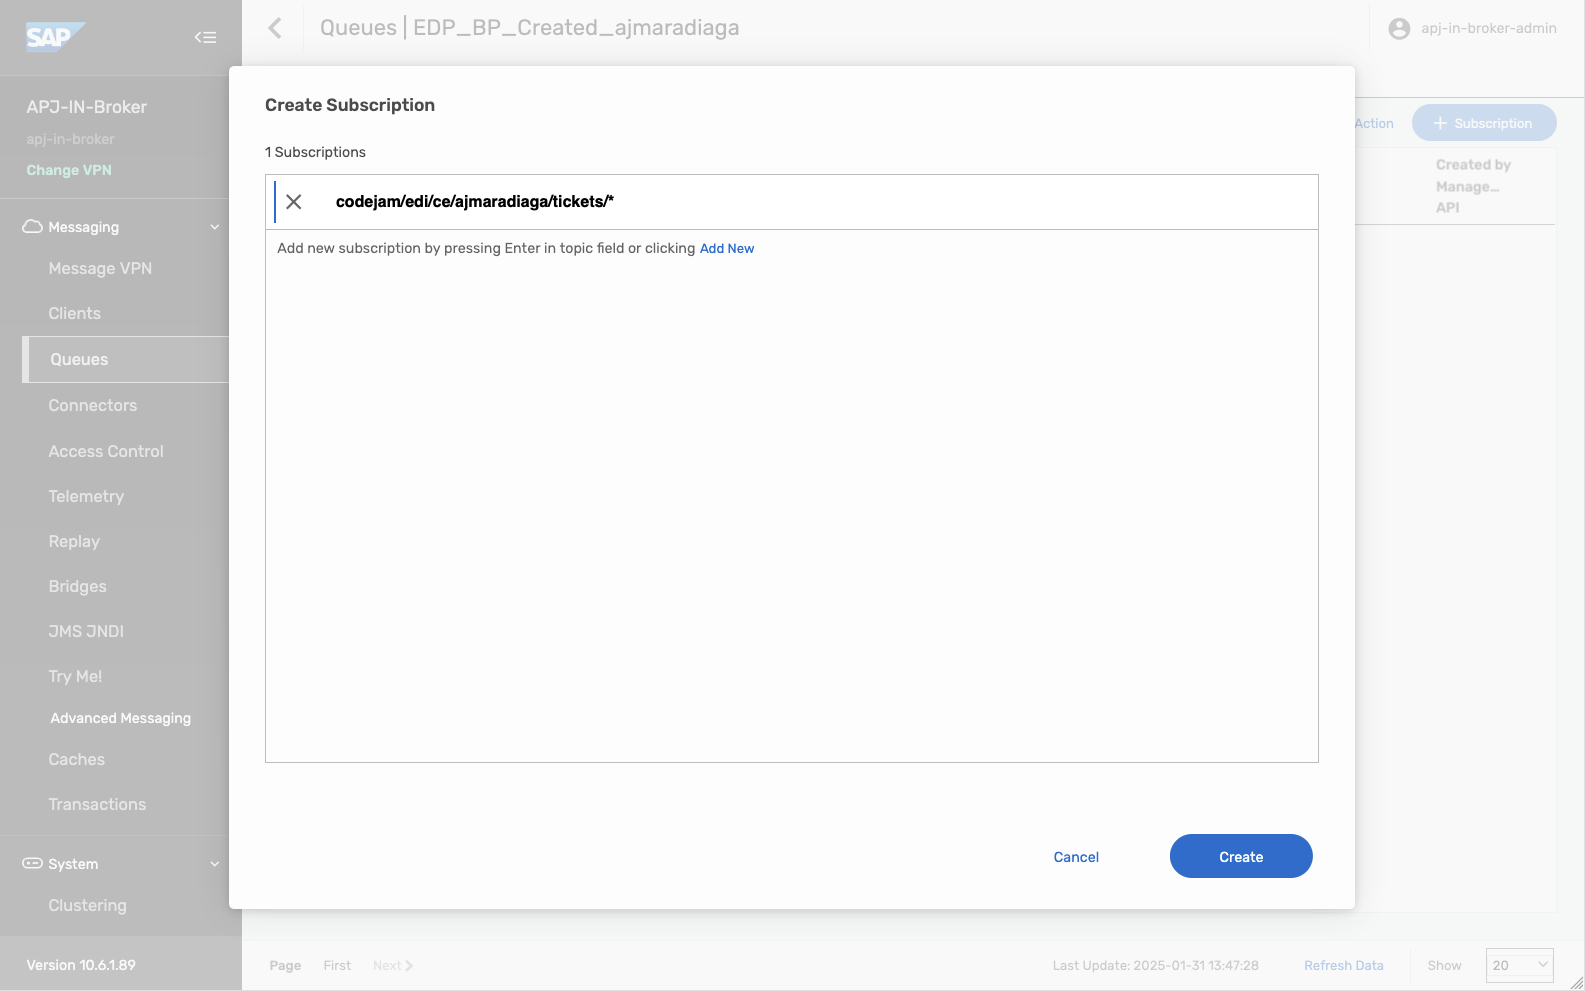 SAP
Queues | EDP_BP_Created_ajmaradiaga
apj-in-broker-admin
APJ-IN-Broker
apj-in-broker
Change VPN
Messaging
Message VPN
Clients
Queues
Connectors
Access Control
Telemetry
Replay
Bridges
JMS JNDI
Try Me!
Advanced Messaging
Caches
Transactions
System
Clustering
Version 10.6.1.89
Action
+ Subscription
Created by
Manage...
API
Create Subscription
1 Subscriptions
codejam/edi/ce/ajmaradiaga/tickets/*
Add new subscription by pressing Enter in topic field or clicking Add New
Cancel
Create
Page First Next
Last Update: 2025-01-31 13:47:28
Refresh Data
Show 20